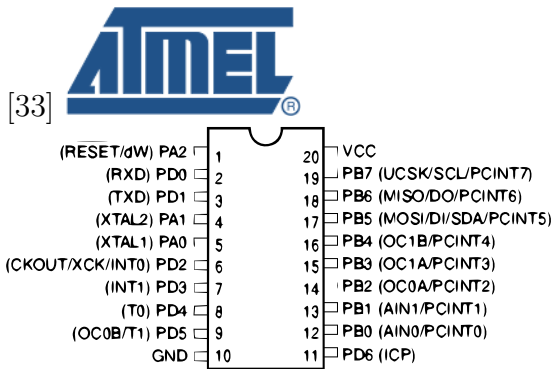 ATMEL ®
[33]
(RESET/dW) PA2 1 20 VCC
(RXD) PD0 2 19 PB7 (UCSK/SCL/PCINT7)
(TXD) PD1 3 18 PB6 (MISO/DO/PCINT6)
(XTAL2) PA1 4 17 PB5 (MOSI/DI/SDA/PCINT5)
(XTAL1) PA0 5 16 PB4 (OC1B/PCINT4)
(CKOUT/XCK/INT0) PD2 6 15 PB3 (OC1A/PCINT3)
(INT1) PD3 7 14 PB2 (OC0A/PCINT2)
(T0) PD4 8 13 PB1 (AIN1/PCINT1)
(OC0B/T1) PD5 9 12 PB0 (AIN0/PCINT0)
GND 10 11 PD6 (ICP)